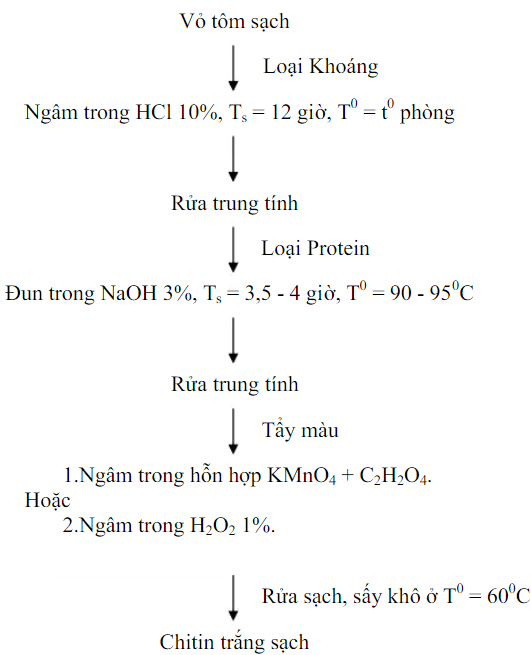 Vỏ tôm sạch
Loại Khoáng
Ngâm trong HCl 10%, Tₛ = 12 giờ, T⁰ = t⁰ phòng
Rửa trung tính
Loại Protein
Đun trong NaOH 3%, Tₛ = 3,5 - 4 giờ, T⁰ = 90 - 95⁰C
Rửa trung tính
Tẩy màu
1.Ngâm trong hỗn hợp KMnO₄ + C₂H₂O₄.
Hoặc
2.Ngâm trong H₂O₂ 1%.
Rửa sạch, sấy khô ở T⁰ = 60⁰C
Chitin trắng sạch